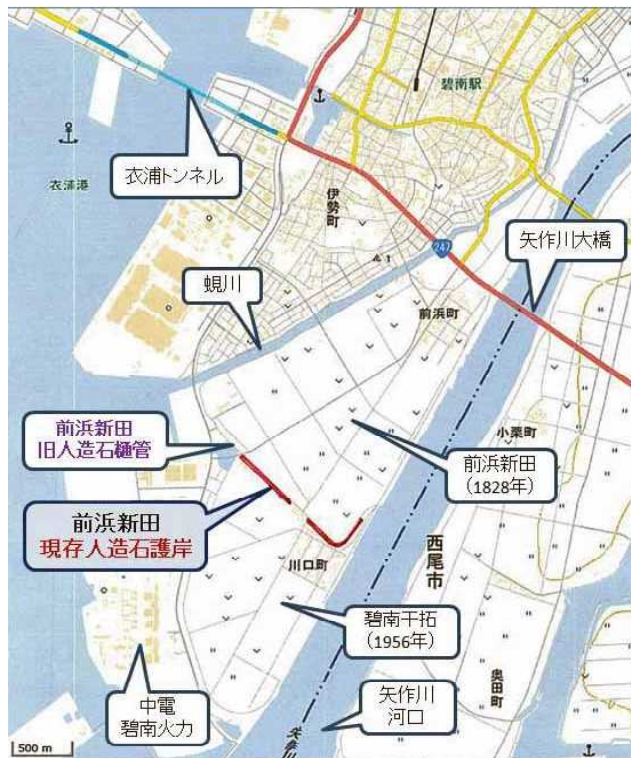 碧南駅
衣浦トンネル
衣浦港
伊勢町
矢作川大橋
247
蜆川
前浜町
前浜新田
旧人造石樋管
小栗町
前浜新田
(1828年)
前浜新田
現存人造石護岸
西尾市
川口町
碧南干拓
(1956年)
奥田町
中電
碧南火力
矢作川
河口
矢作川
500 m